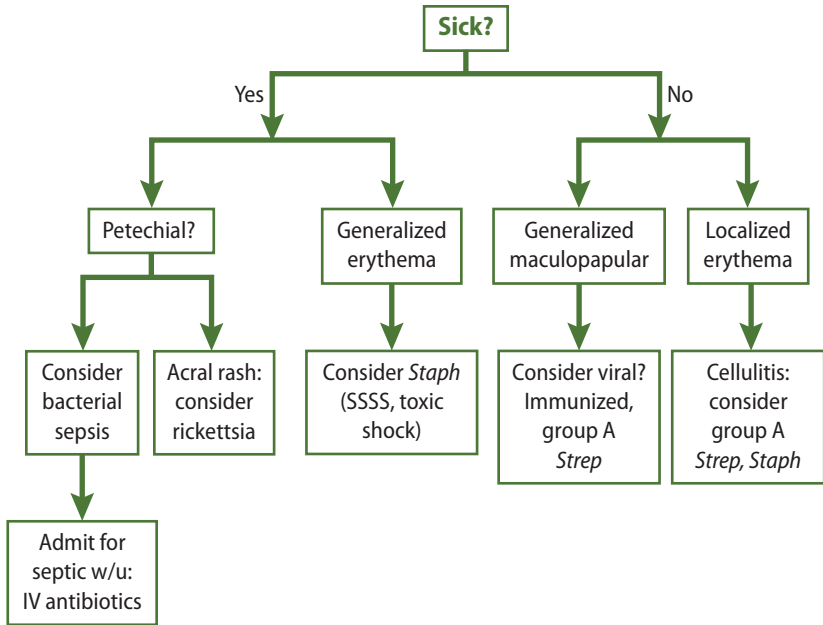 Sick?
Yes
No
Petechial?
Generalized
erythema
Generalized
maculopapular
Localized
erythema
Consider
bacterial
sepsis
Acral rash:
consider
rickettsia
Consider Staph
(SSSS, toxic
shock)
Consider viral?
Immunized,
group A
Strep
Cellulitis:
consider
group A
Strep, Staph
Admit for
septic w/u:
IV antibiotics